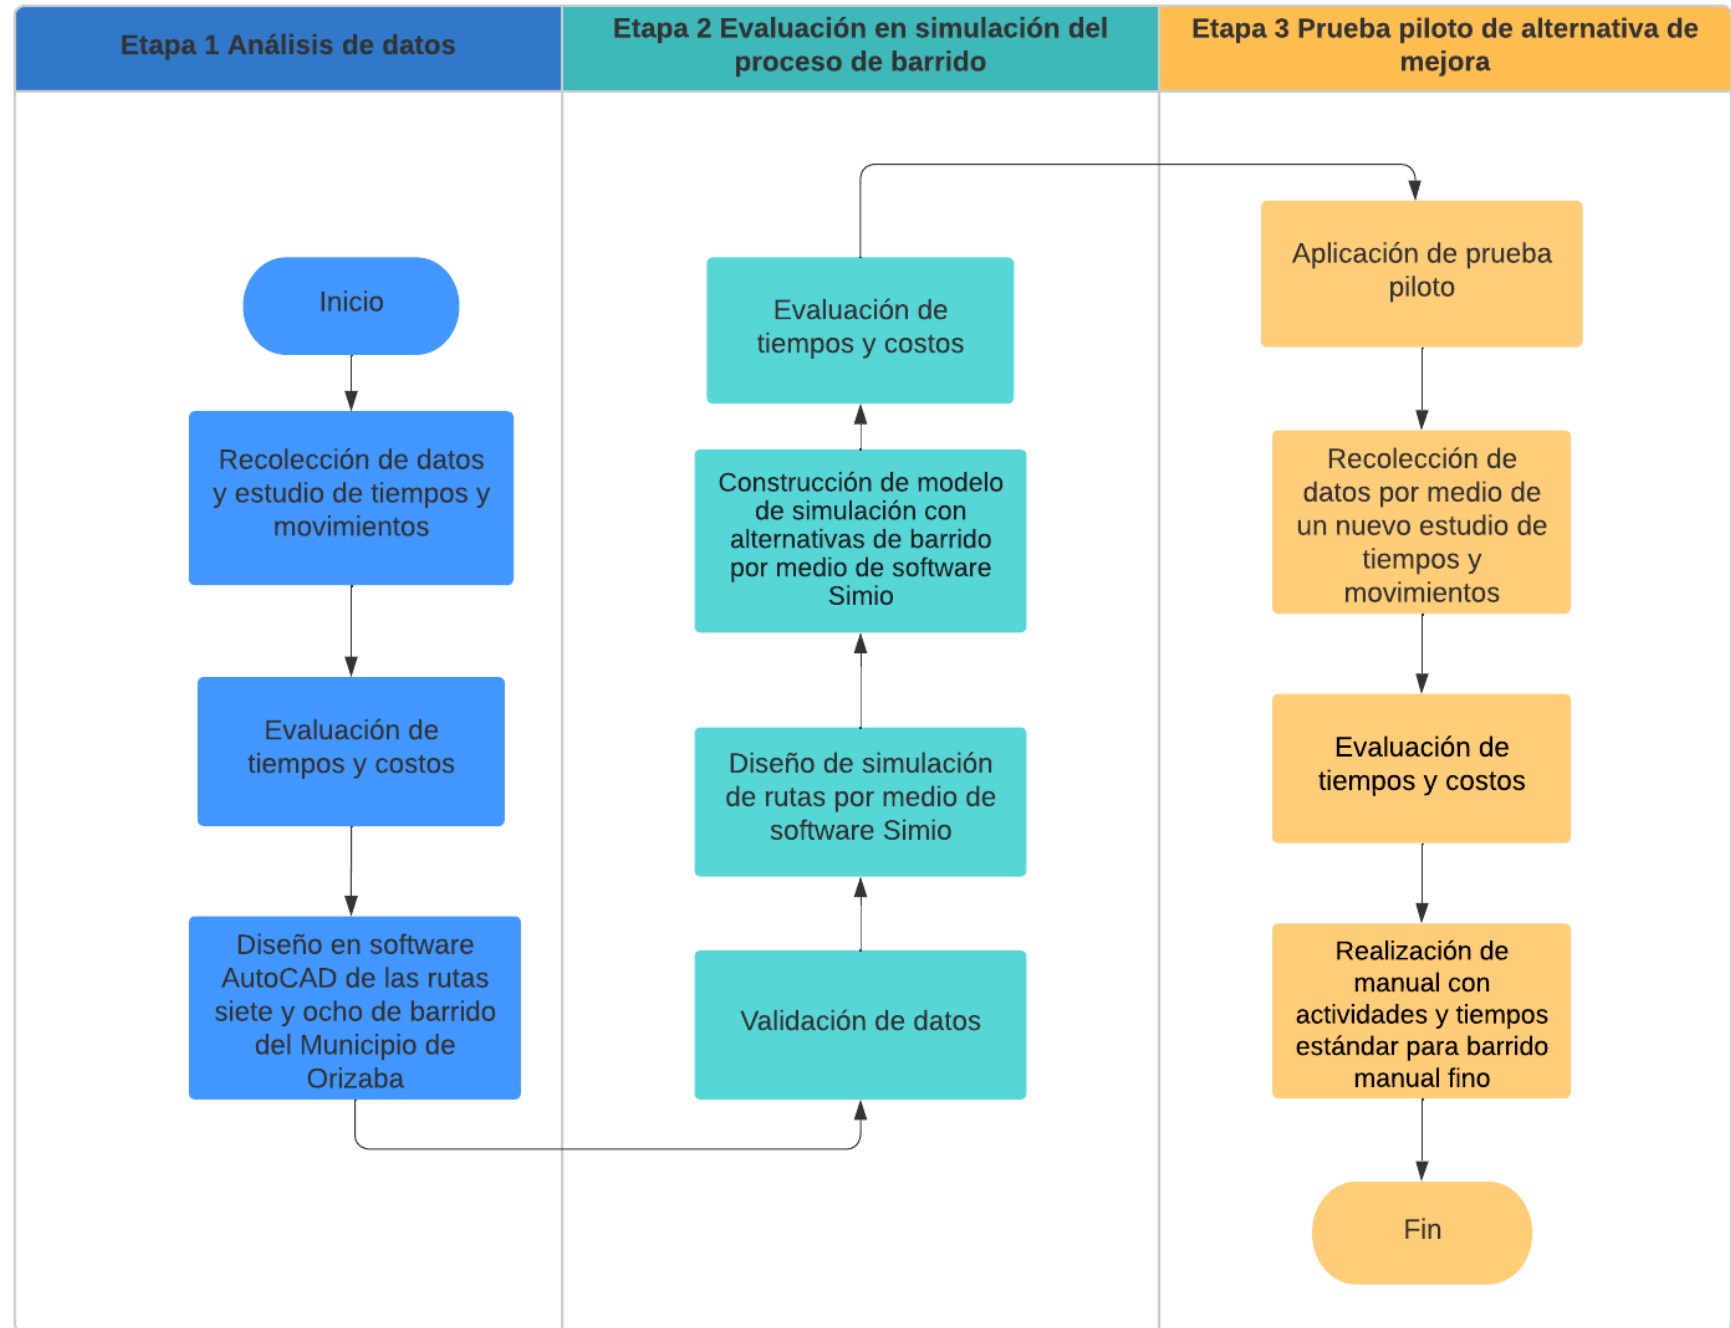 Etapa 1 Análisis de datos
Etapa 2 Evaluación en simulación del
proceso de barrido
Etapa 3 Prueba piloto de alternativa de
mejora
Inicio
Recolección de datos
y estudio de tiempos y
movimientos
Evaluación de
tiempos y costos
Diseño en software
AutoCAD de las rutas
siete y ocho de barrido
del Municipio de
Orizaba
Evaluación de
tiempos y costos
Construcción de modelo
de simulación con
alternativas de barrido
por medio de software
Simio
Diseño de simulación
de rutas por medio de
software Simio
Validación de datos
Aplicación de prueba
piloto
Recolección de
datos por medio de
un nuevo estudio de
tiempos y
movimientos
Evaluación de
tiempos y costos
Realización de
manual con
actividades y tiempos
estándar para barrido
manual fino
Fin